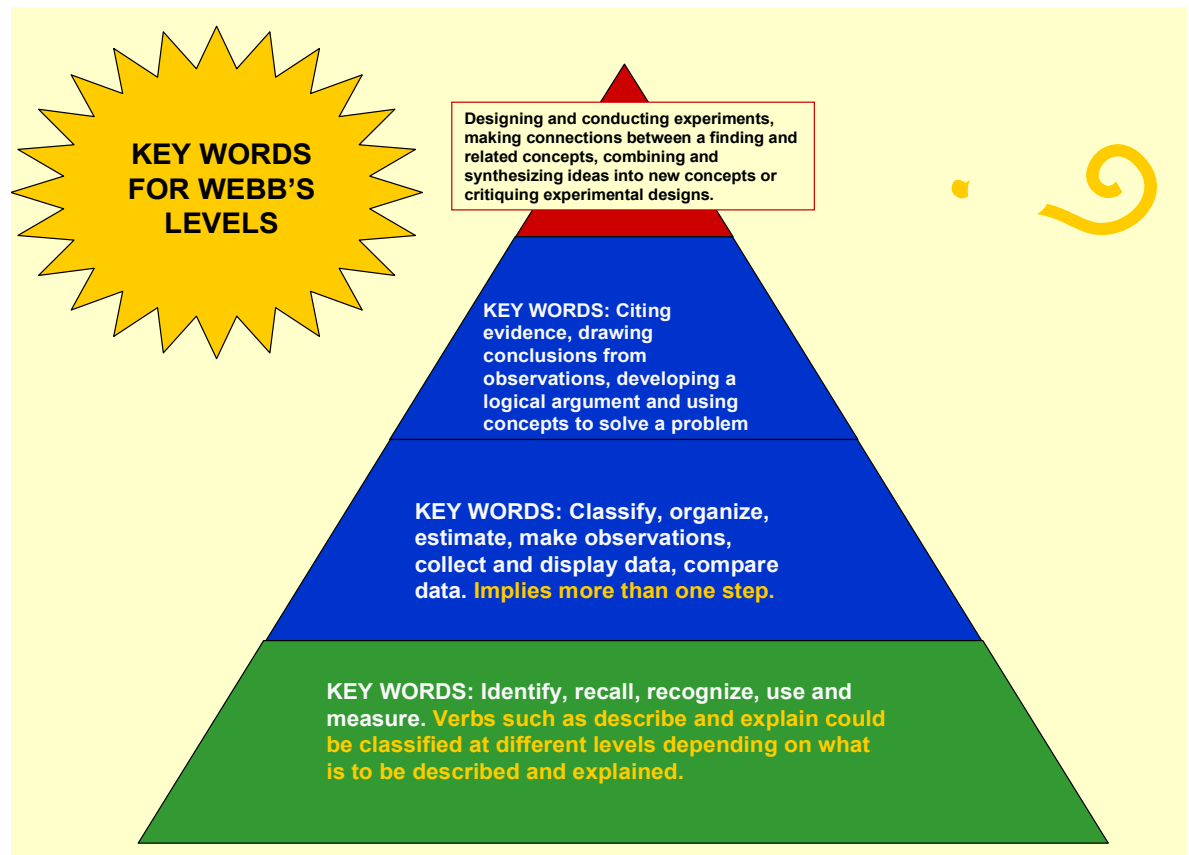 KEY WORDS
FOR WEBB'S
LEVELS
Designing and conducting experiments,
making connections between a finding and
related concepts, combining and
synthesizing ideas into new concepts or
critiquing experimental designs.
KEY WORDS: Citing
evidence, drawing
conclusions from
observations, developing a
logical argument and using
concepts to solve a problem
KEY WORDS: Classify, organize,
estimate, make observations,
collect and display data, compare
data. Implies more than one step.
KEY WORDS: Identify, recall, recognize, use and
measure. Verbs such as describe and explain could
be classified at different levels depending on what
is to be described and explained.